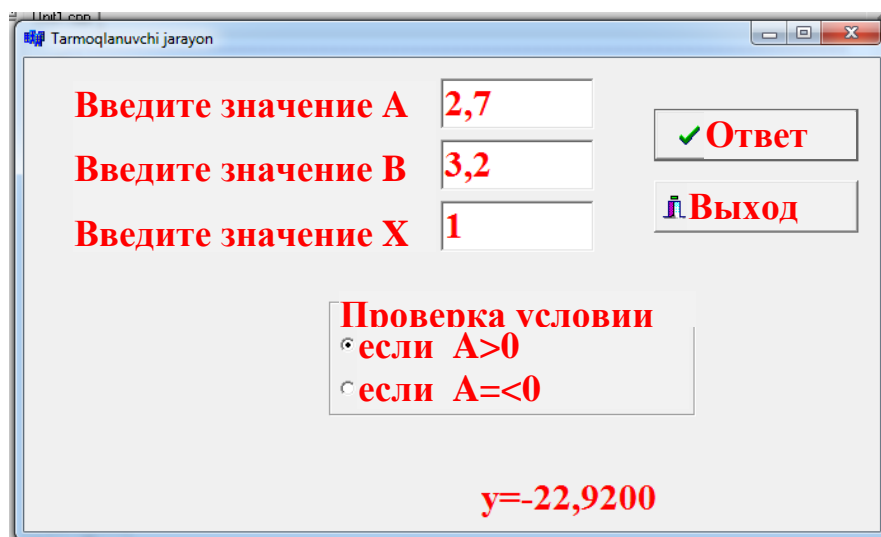 Unit1.cpp
Tarmoqlanuvchi jarayon
Введите значение А 2,7
Введите значение В 3,2
Введите значение Х 1
Ответ
Выход
Проверка условии
если А>0
если А=<0
y=-22,9200